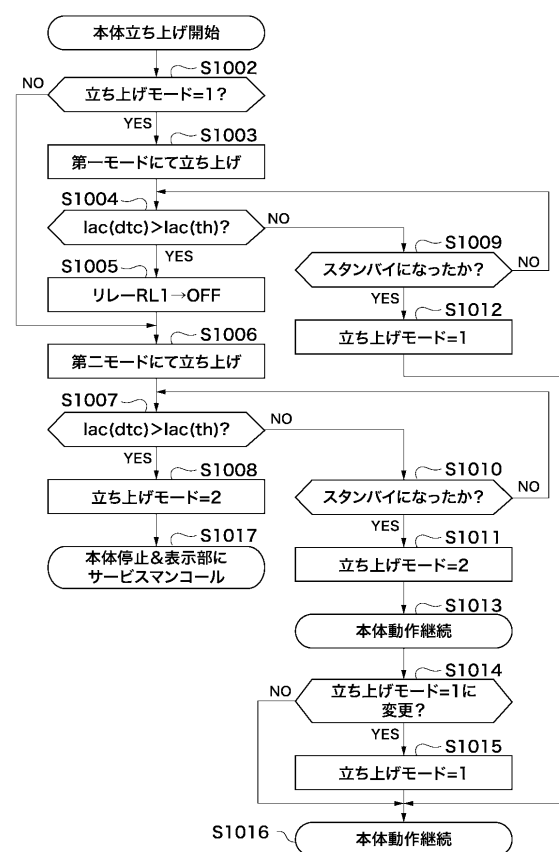 本体立ち上げ開始
S1002
NO
立ち上げモード=1？
YES
S1003
第一モードにて立ち上げ
S1004
lac(dtc)>lac(th)?
NO
YES
S1009
スタンバイになったか？
NO
S1005
リレーRL1→OFF
YES
S1012
立ち上げモード=1
S1006
第二モードにて立ち上げ
S1007
lac(dtc)>lac(th)?
NO
YES
S1008
立ち上げモード=2
S1010
スタンバイになったか？
NO
YES
S1017
本体停止&表示部に
サービスマンコール
S1011
立ち上げモード=2
S1013
本体動作継続
S1014
NO
立ち上げモード=1に
変更？
YES
S1015
立ち上げモード=1
S1016
本体動作継続